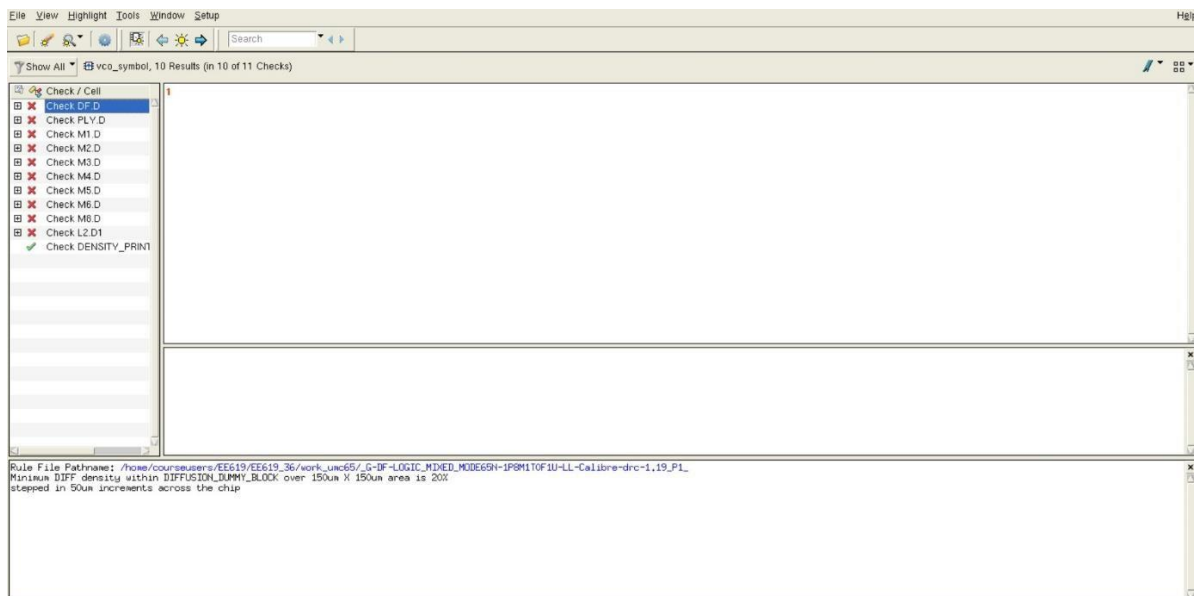 File View Highlight Tools Window Setup Help
Search
Show All vco_symbol, 10 Results (in 10 of 11 Checks)
Check / Cell
1
Check DF.D
Check PLY.D
Check M1.D
Check M2.D
Check M3.D
Check M4.D
Check M5.D
Check M6.D
Check M8.D
Check L2.D1
Check DENSITY_PRINT
Rule File Pathname: /home/courseusers/EE619/EE619_36/work_umc65/_G-DF-LOGIC_MIXED_MODE65N-1P8M1T0F1U-LL-Calibre-drc-1.19_P1_
Minimum DIFF density within DIFFUSION_DUMMY_BLOCK over 150um X 150um area is 20%
stepped in 50um increments across the chip